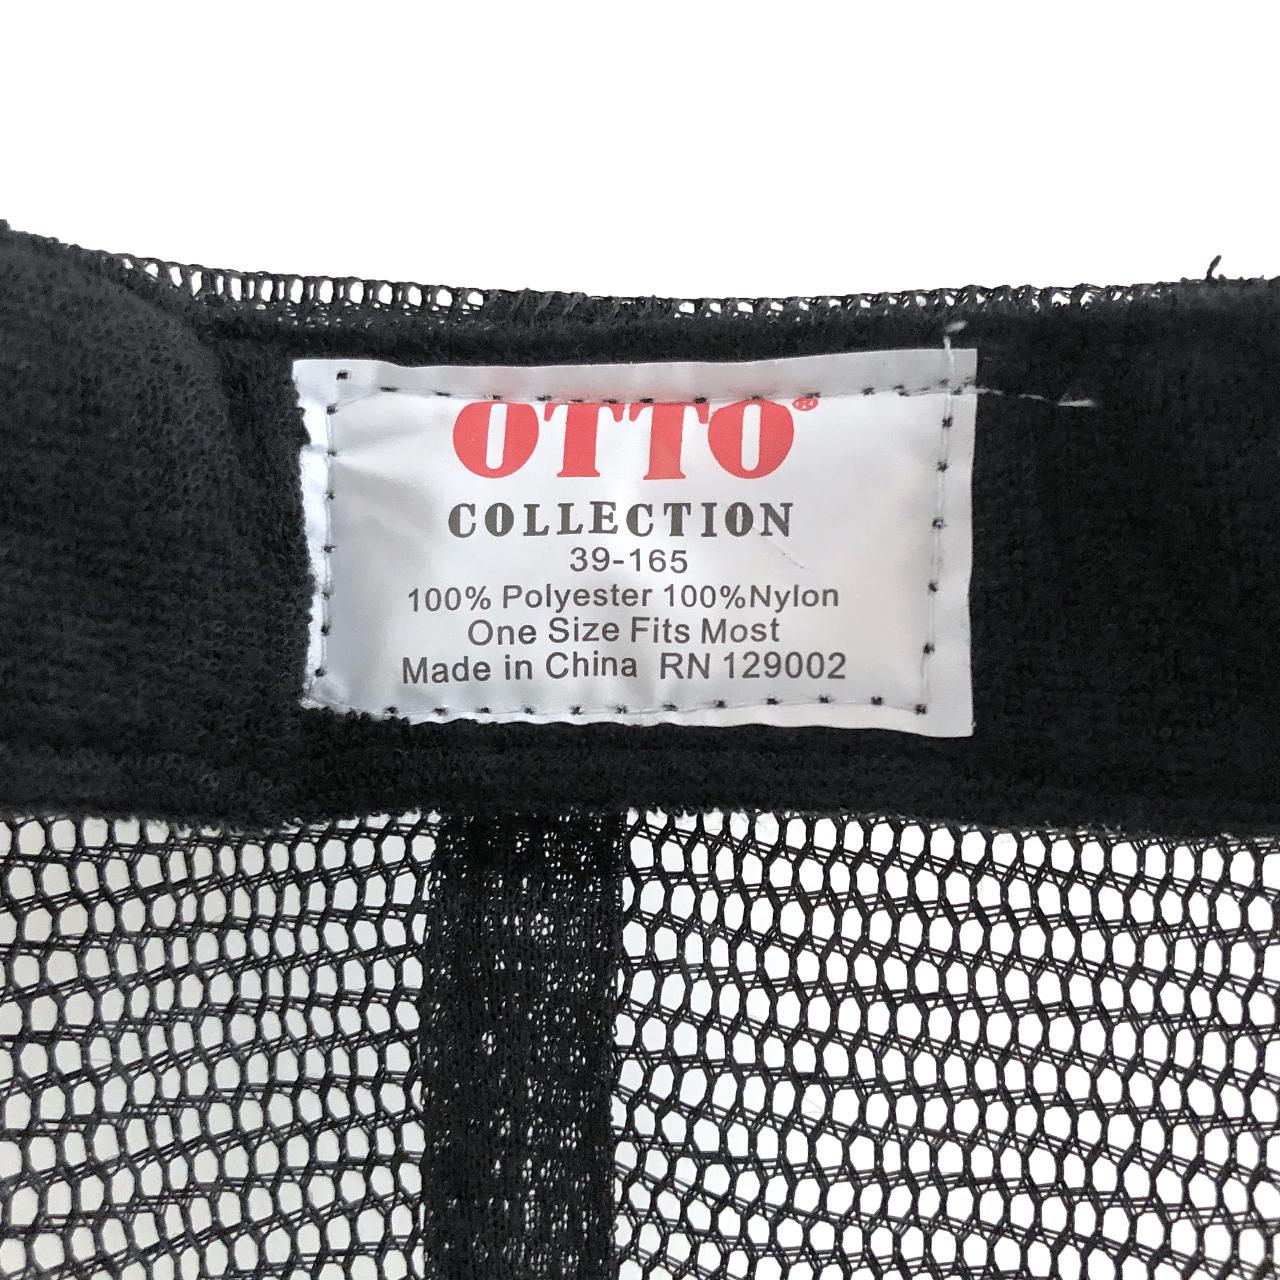 OTTO®
COLLECTION
39-165
100% Polyester 100%Nylon
One Size Fits Most
Made in China RN 129002